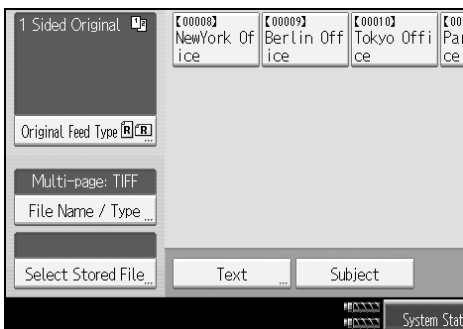 1 Sided Original
Original Feed Type
Multi-page: TIFF
File Name / Type
Select Stored File
【00008】
NewYork Of
ice
【00009】
Berlin Off
ice
【00010】
Tokyo Offi
ce
【00
Par
ce
Text
Subject
System Stat